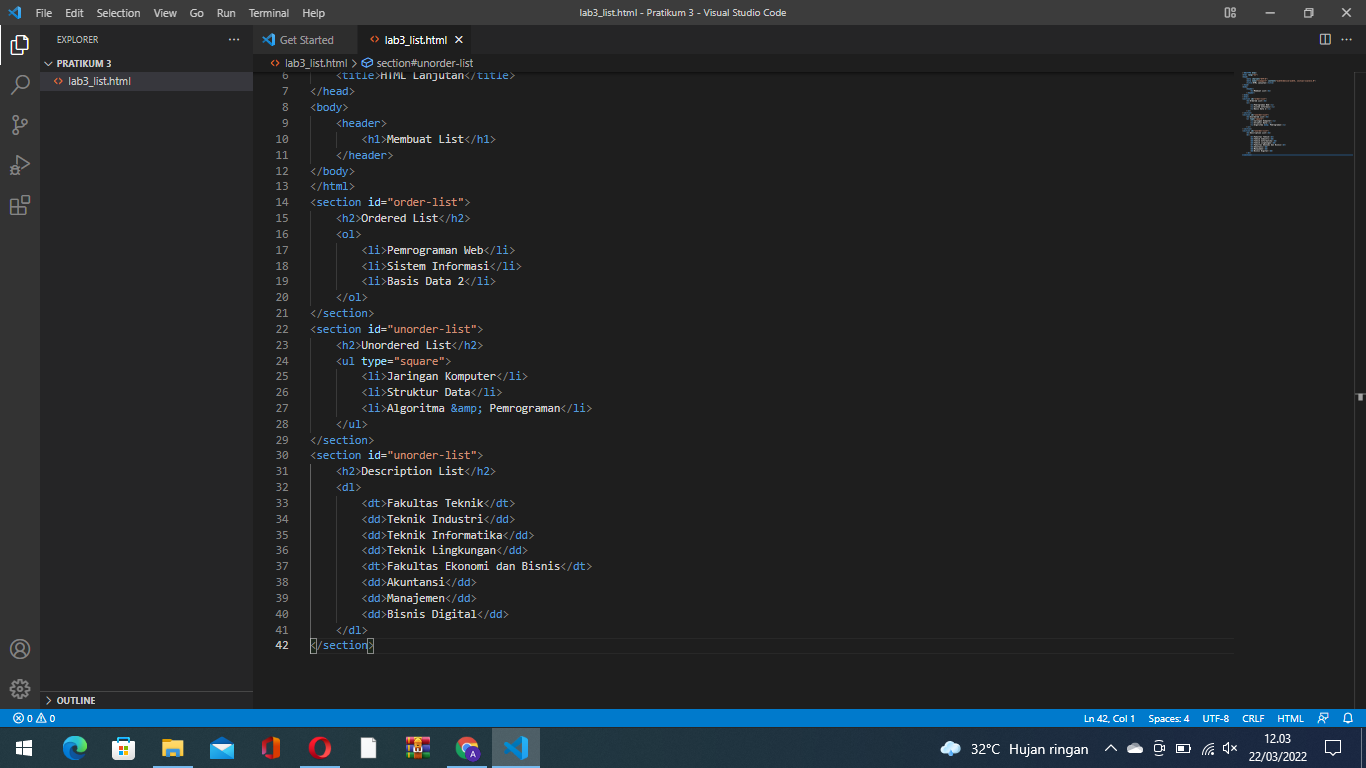 File Edit Selection View Go Run Terminal Help
lab3_list.html - Pratikum 3 - Visual Studio Code
EXPLORER
PRATIKUM 3
lab3_list.html
Get Started
lab3_list.html
lab3_list.html > section#unorder-list
6 <title>HTML Lanjutan</title>
7 </head>
8 <body>
9 <header>
10 <h1>Membuat List</h1>
11 </header>
12 </body>
13 </html>
14 <section id="order-list">
15 <h2>Ordered List</h2>
16 <ol>
17 <li>Pemrograman Web</li>
18 <li>Sistem Informasi</li>
19 <li>Basis Data 2</li>
20 </ol>
21 </section>
22 <section id="unorder-list">
23 <h2>Unordered List</h2>
24 <ul type="square">
25 <li>Jaringan Komputer</li>
26 <li>Struktur Data</li>
27 <li>Algoritma &amp; Pemrograman</li>
28 </ul>
29 </section>
30 <section id="unorder-list">
31 <h2>Description List</h2>
32 <dl>
33 <dt>Fakultas Teknik</dt>
34 <dd>Teknik Industri</dd>
35 <dd>Teknik Informatika</dd>
36 <dd>Teknik Lingkungan</dd>
37 <dt>Fakultas Ekonomi dan Bisnis</dt>
38 <dd>Akuntansi</dd>
39 <dd>Manajemen</dd>
40 <dd>Bisnis Digital</dd>
41 </dl>
42 </section>
OUTLINE
0 0
Ln 42, Col 1 Spaces: 4 UTF-8 CRLF HTML
32°C Hujan ringan
12.03
22/03/2022